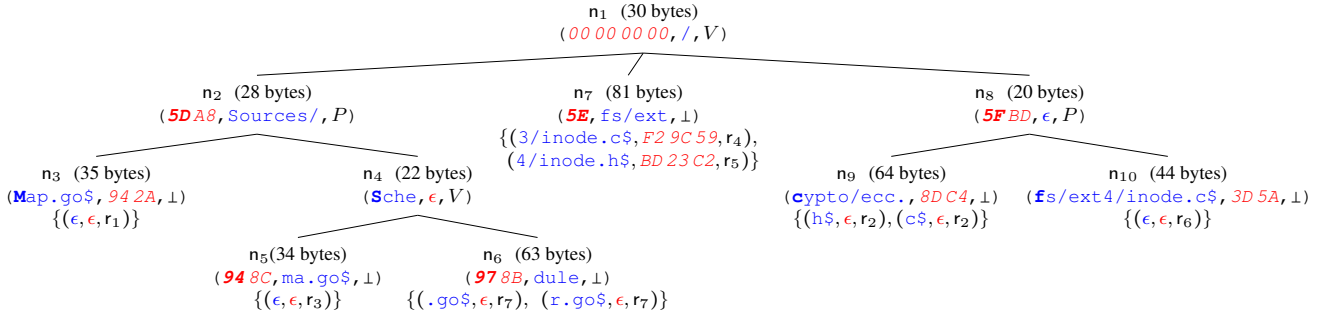 n₁ (30 bytes)
(00 00 00 00, /, V)
n₂ (28 bytes) n₇ (81 bytes) n₈ (20 bytes)
(5D A8, Sources/, P) (5E, fs/ext, ⊥) (5F BD, ϵ, P)
{(3/inode.c$, F2 9C 59, r₄),
(4/inode.h$, BD 23 C2, r₅)}
n₃ (35 bytes) n₄ (22 bytes) n₉ (64 bytes) n₁₀ (44 bytes)
(Map.go$, 94 2A, ⊥) (Sche, ϵ, V) (cypto/ecc., 8D C4, ⊥) (fs/ext4/inode.c$, 3D 5A, ⊥)
{(ϵ, ϵ, r₁)} {(h$, ϵ, r₂), (c$, ϵ, r₂)} {(ϵ, ϵ, r₆)}
n₅(34 bytes) n₆ (63 bytes)
(94 8C, ma.go$, ⊥) (97 8B, dule, ⊥)
{(ϵ, ϵ, r₃)} {(.go$, ϵ, r₇), (r.go$, ϵ, r₇)}